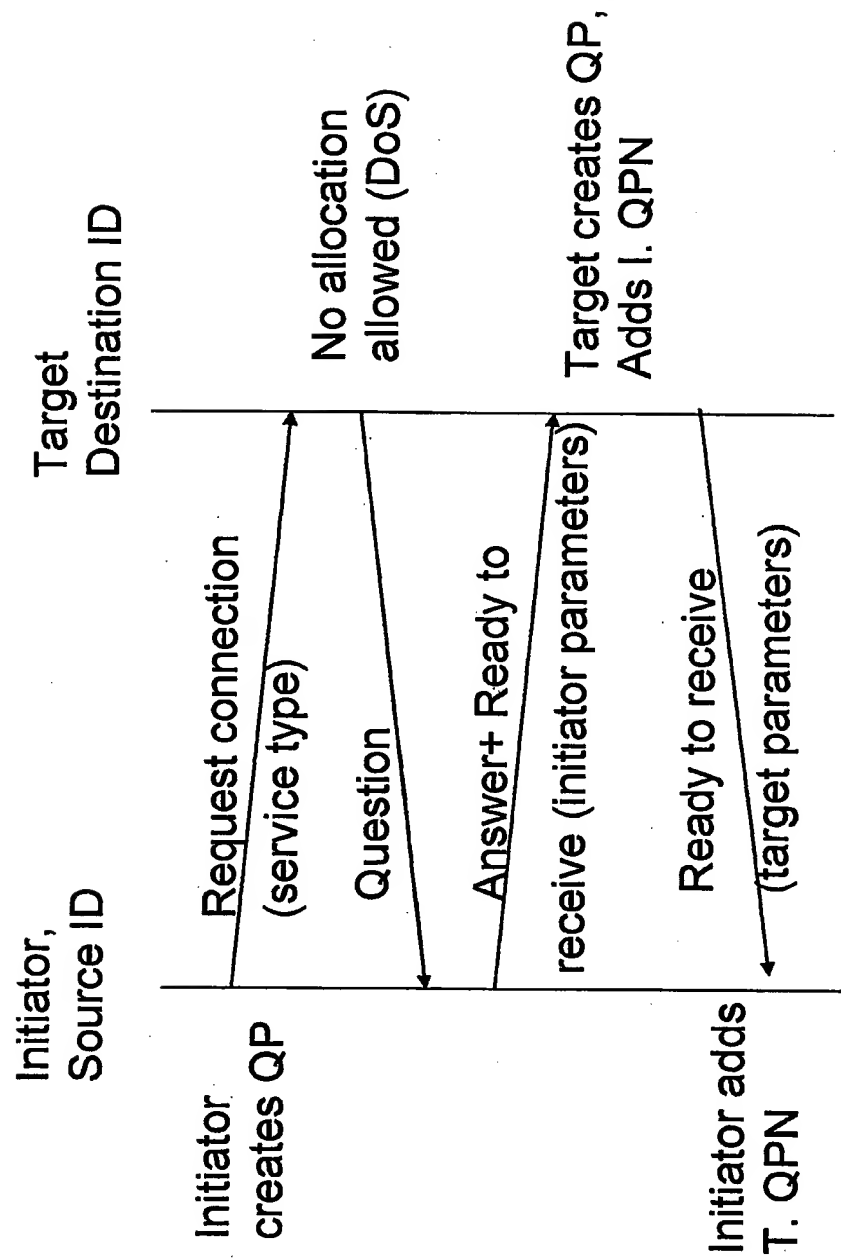 Initiator,
Source ID
Target
Destination ID
Initiator
creates QP
Request connection
(service type)
No allocation
allowed (DoS)
Question
Answer+ Ready to
receive (initiator parameters)
Target creates QP,
Adds I. QPN
Ready to receive
(target parameters)
Initiator adds
T. QPN